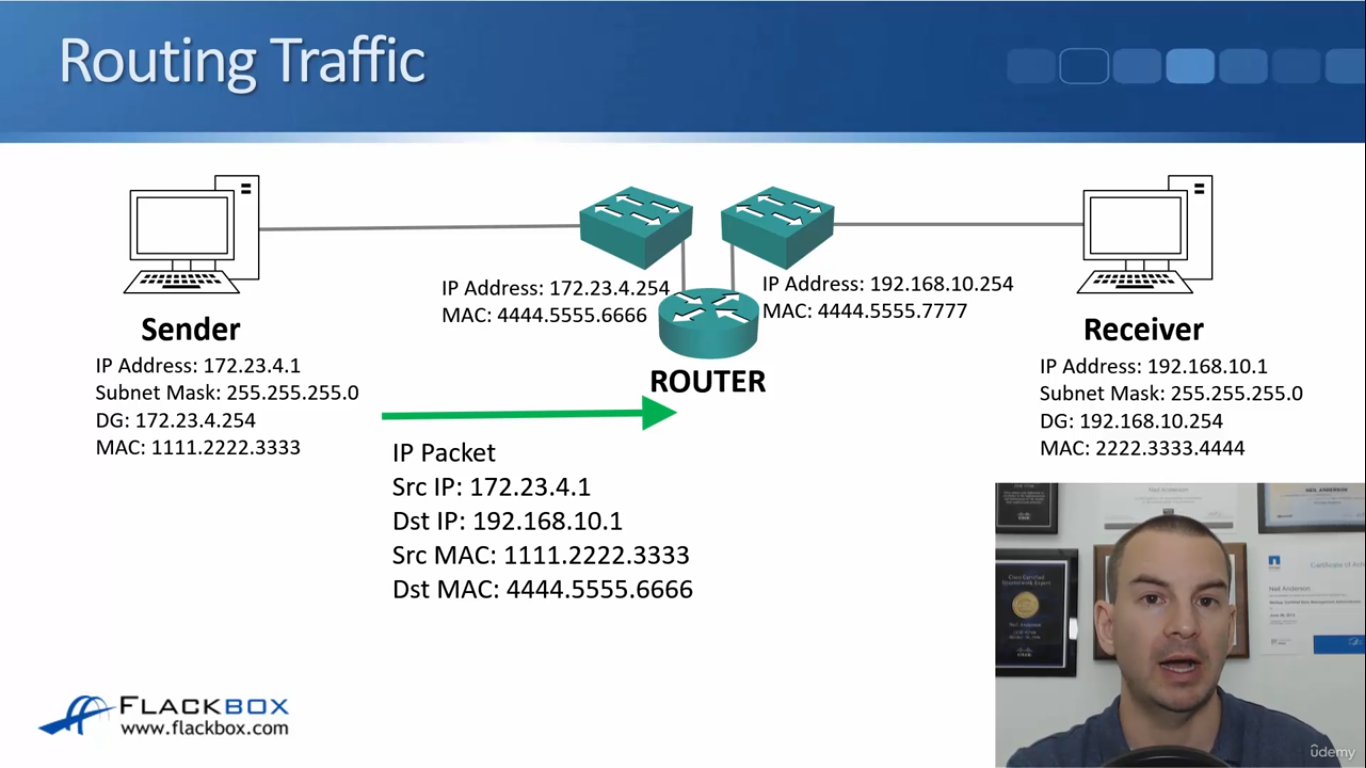 Routing Traffic
IP Address: 172.23.4.254
MAC: 4444.5555.6666
IP Address: 192.168.10.254
MAC: 4444.5555.7777
Sender
IP Address: 172.23.4.1
Subnet Mask: 255.255.255.0
DG: 172.23.4.254
MAC: 1111.2222.3333
ROUTER
Receiver
IP Address: 192.168.10.1
Subnet Mask: 255.255.255.0
DG: 192.168.10.254
MAC: 2222.3333.4444
IP Packet
Src IP: 172.23.4.1
Dst IP: 192.168.10.1
Src MAC: 1111.2222.3333
Dst MAC: 4444.5555.6666
FLACKBOX
www.flackbox.com
Neil Anderson
udemy